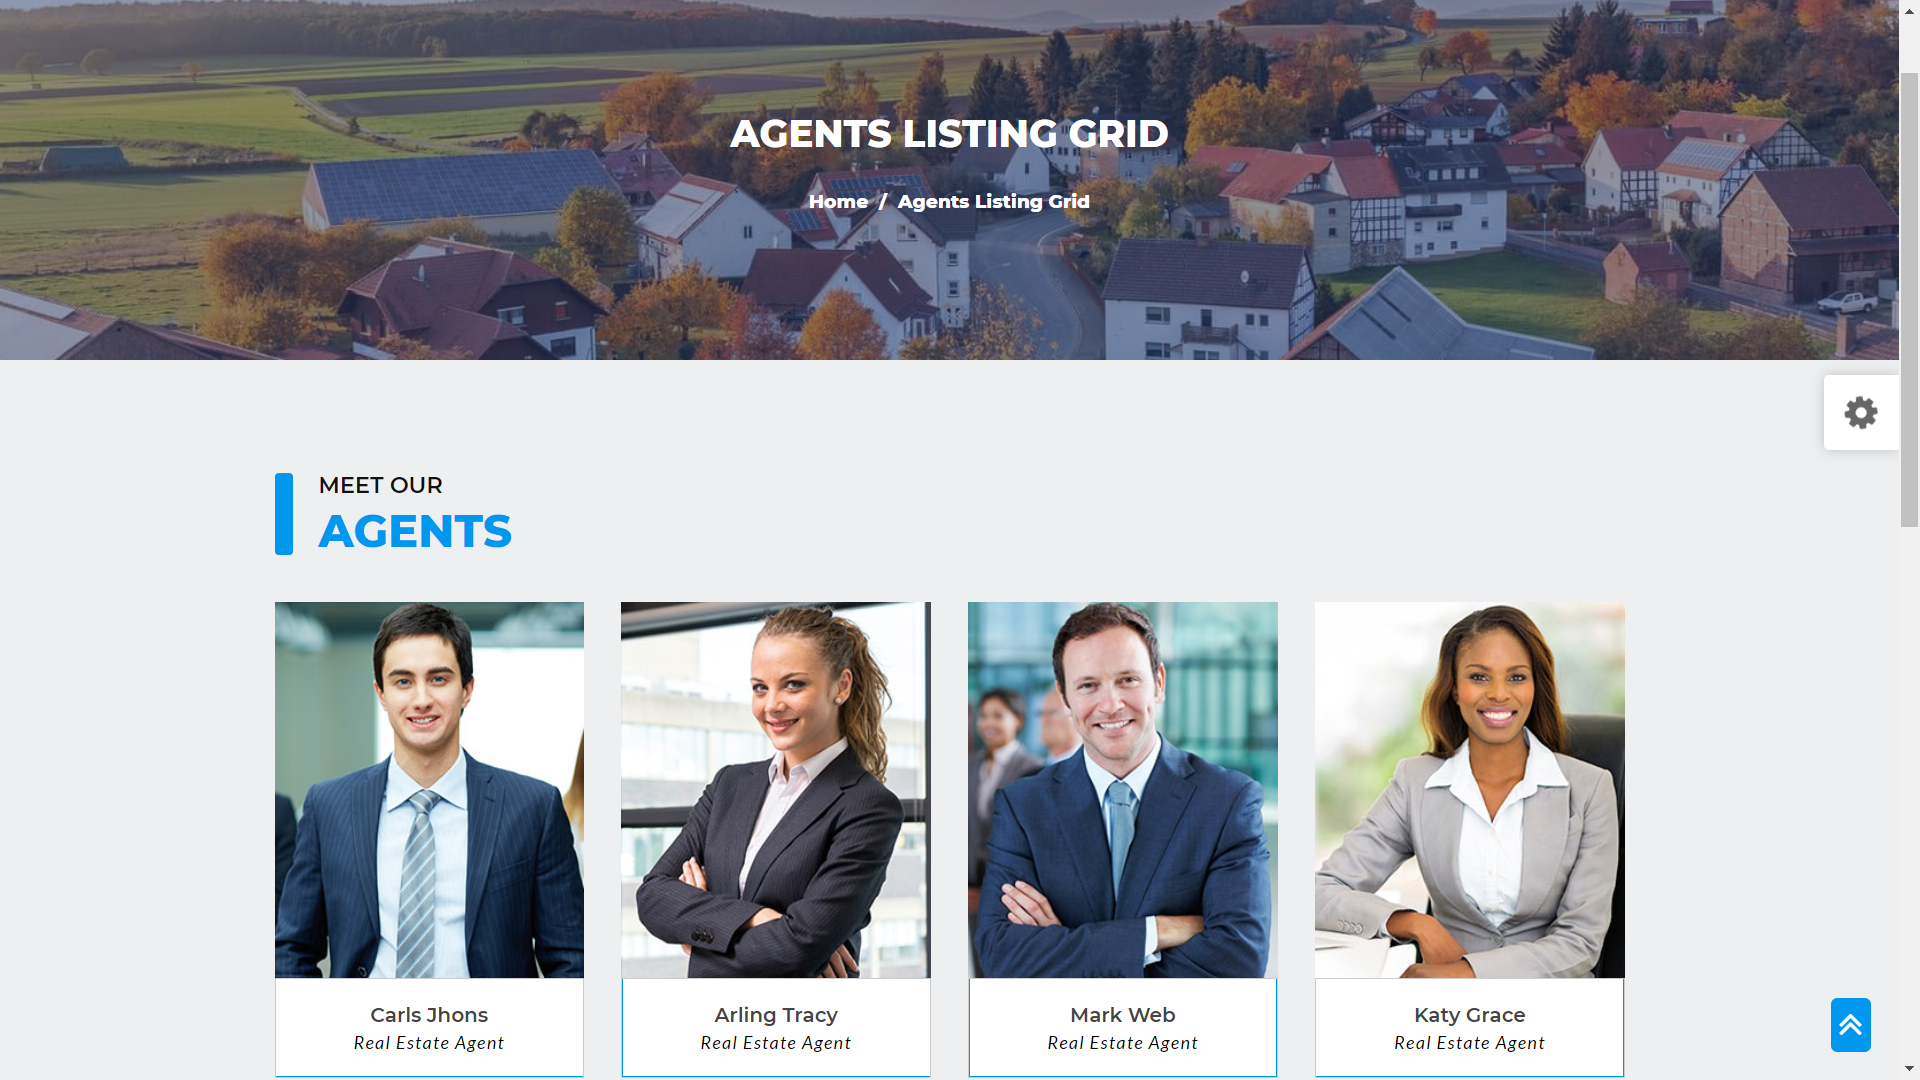 AGENTS LISTING GRID
Home / Agents Listing Grid
MEET OUR
AGENTS
Carls Jhons
Real Estate Agent
Arling Tracy
Real Estate Agent
Mark Web
Real Estate Agent
Katy Grace
Real Estate Agent